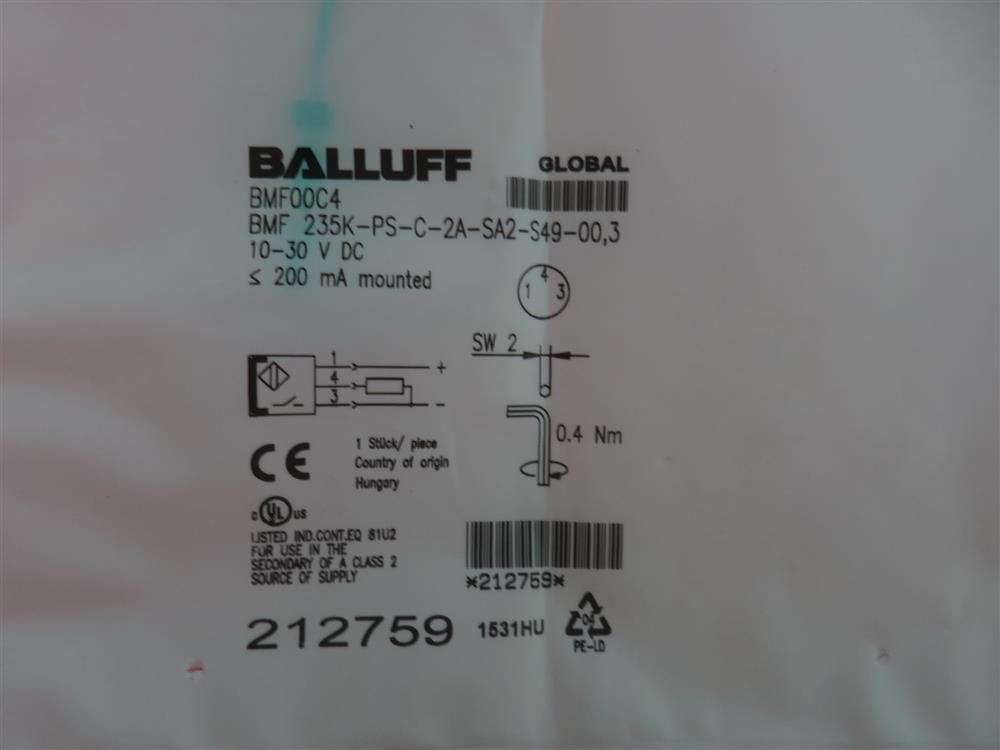 BALLUFF
GLOBAL
BMF00C4
BMF 235K-PS-C-2A-SA2-S49-00,3
10-30 V DC
≤ 200 mA mounted
1 4 3
SW 2
1 +
4
3 -
0.4 Nm
CE
1 Stück/ piece
Country of origin
Hungary
c UL us
LISTED IND.CONT.EQ 81U2
FOR USE IN THE
SECONDARY OF A CLASS 2
SOURCE OF SUPPLY
*212759*
212759
1531HU
04
PE-LD